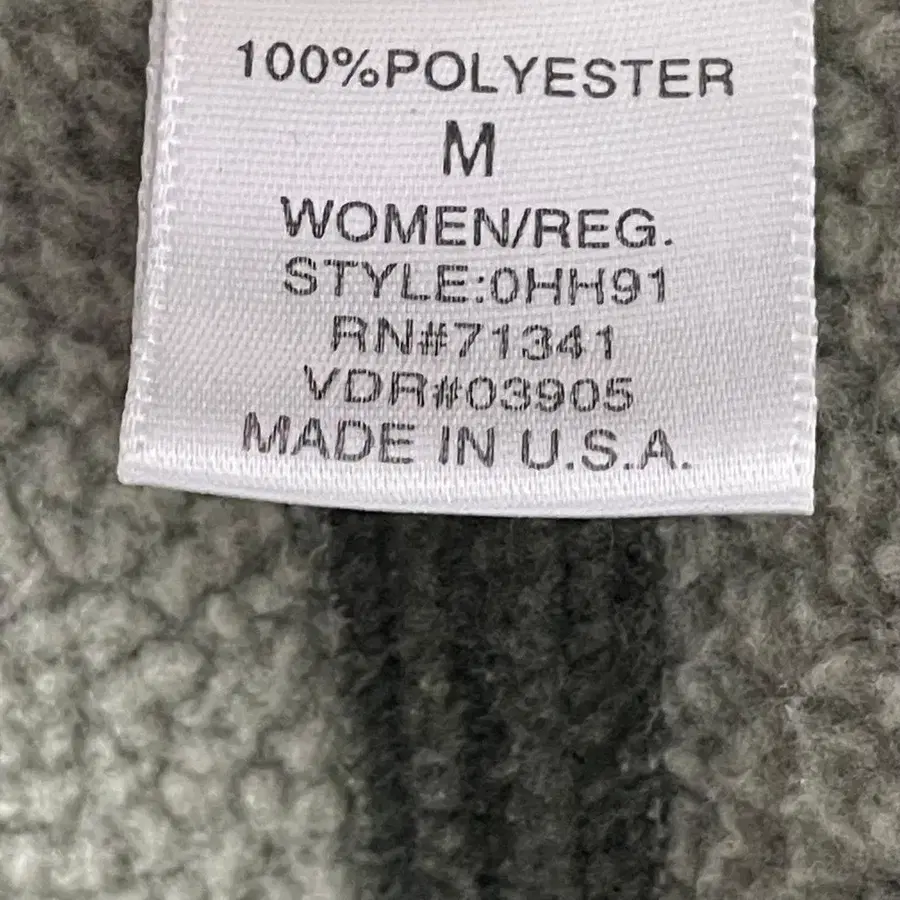 100%POLYESTER
M
WOMEN/REG.
STYLE:0HH91
RN#71341
VDR#03905
MADE IN U.S.A.